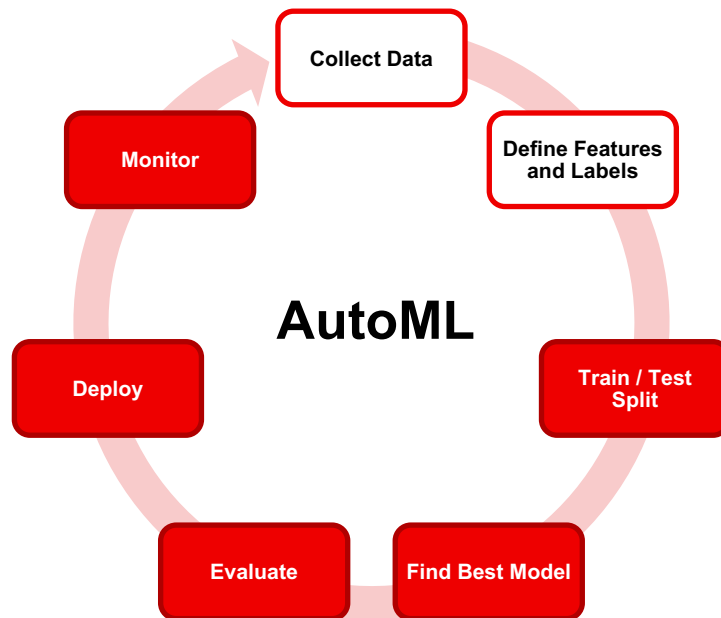 Collect Data
Define Features
and Labels
Train / Test
Split
Find Best Model
Evaluate
Deploy
Monitor
AutoML